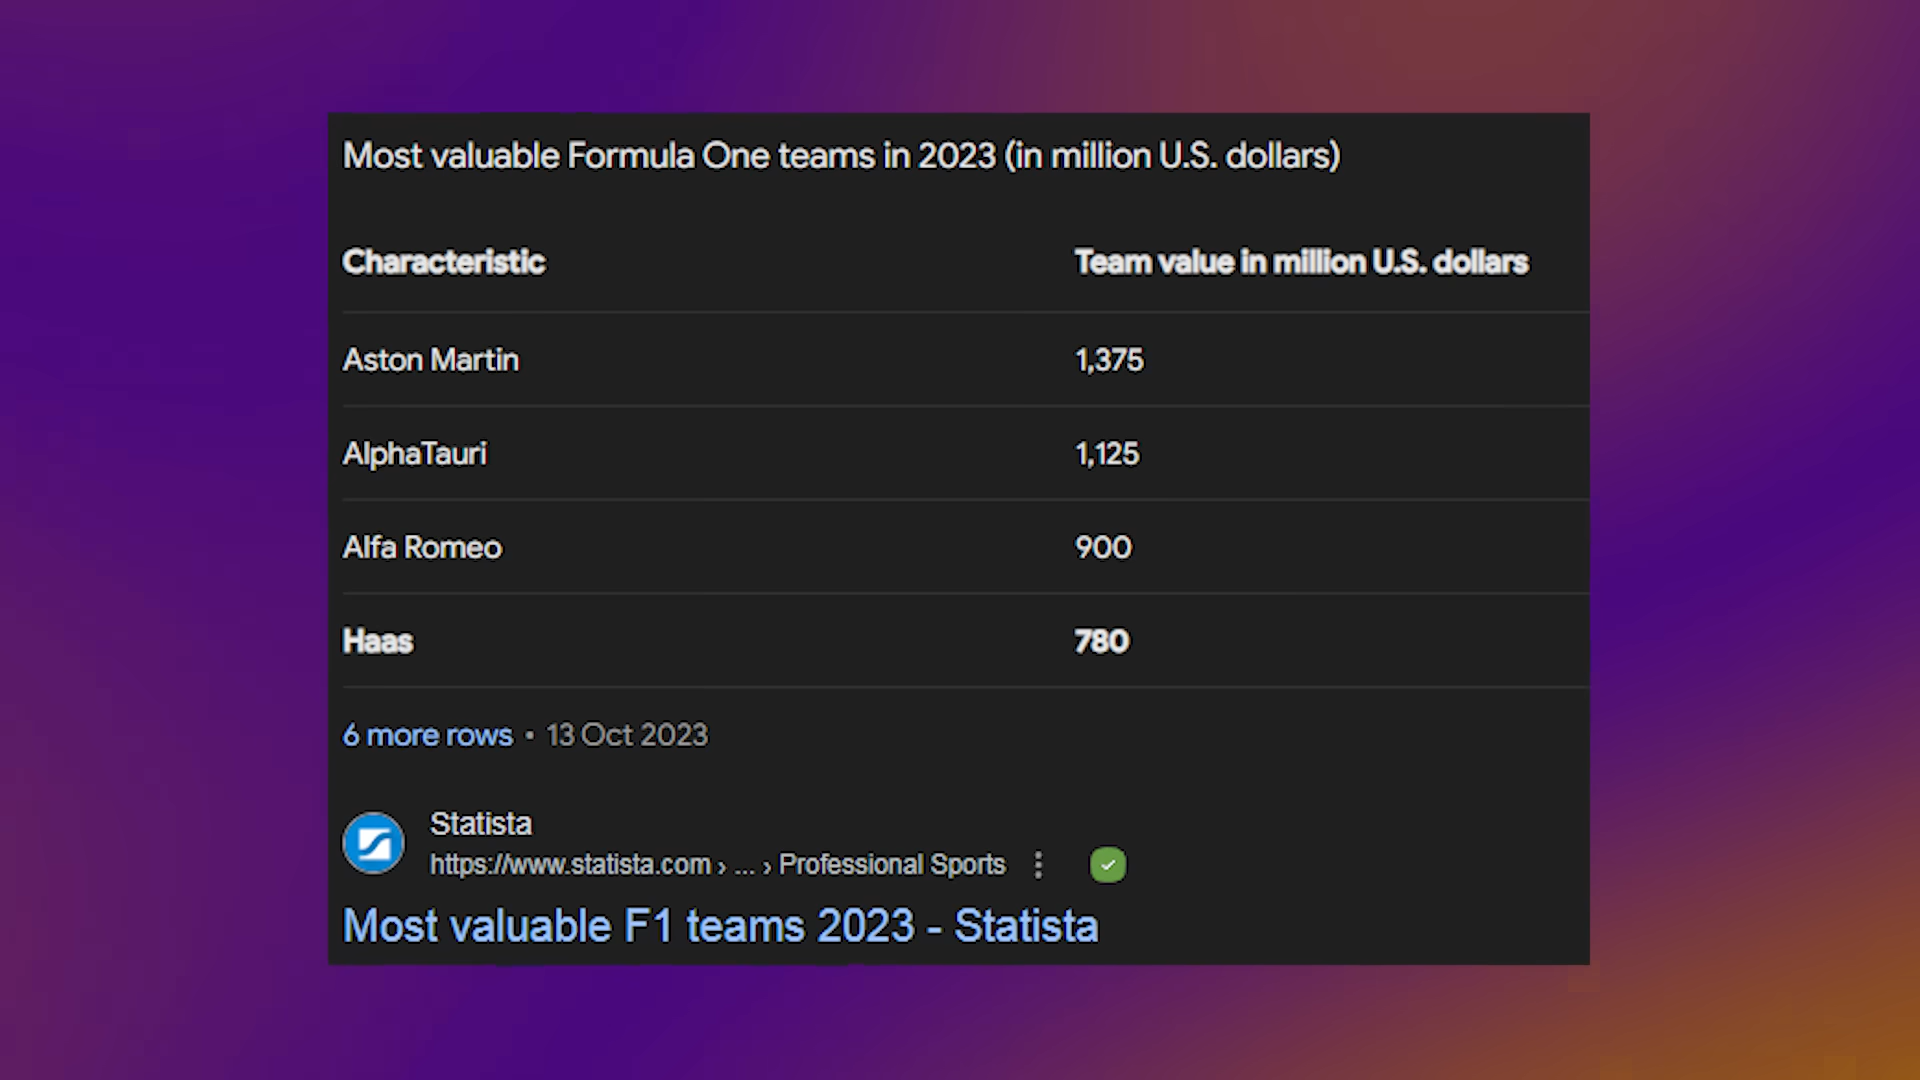 Most valuable Formula One teams in 2023 (in million U.S. dollars)
Characteristic Team value in million U.S. dollars
Aston Martin 1,375
AlphaTauri 1,125
Alfa Romeo 900
Haas 780
6 more rows • 13 Oct 2023
Statista
https://www.statista.com › ... › Professional Sports
Most valuable F1 teams 2023 - Statista